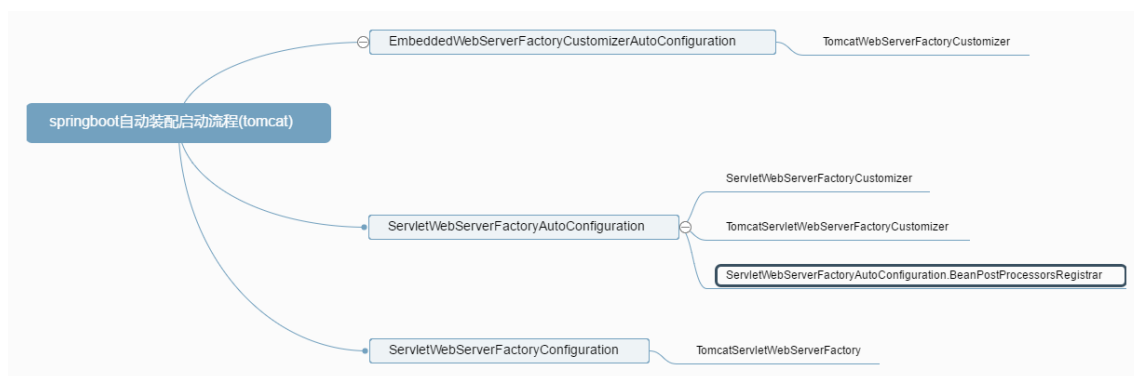 EmbeddedWebServerFactoryCustomizerAutoConfiguration
TomcatWebServerFactoryCustomizer
springboot自动装配启动流程(tomcat)
ServletWebServerFactoryCustomizer
ServletWebServerFactoryAutoConfiguration
TomcatServletWebServerFactoryCustomizer
ServletWebServerFactoryAutoConfiguration.BeanPostProcessorsRegistrar
ServletWebServerFactoryConfiguration
TomcatServletWebServerFactory